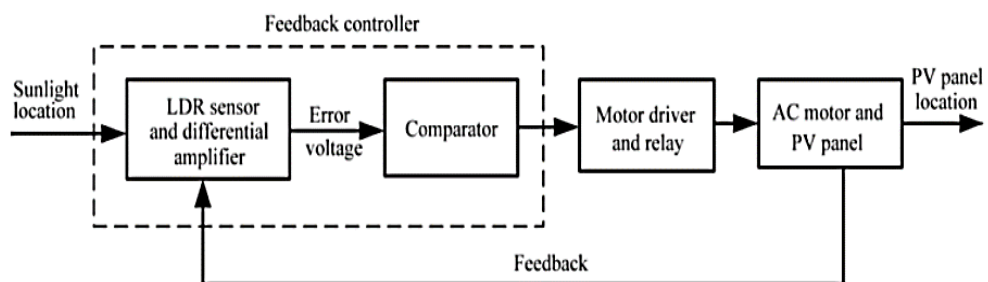 Feedback controller
Sunlight
location
LDR sensor
and differential
amplifier
Error
voltage
Comparator
Motor driver
and relay
AC motor and
PV panel
PV panel
location
Feedback